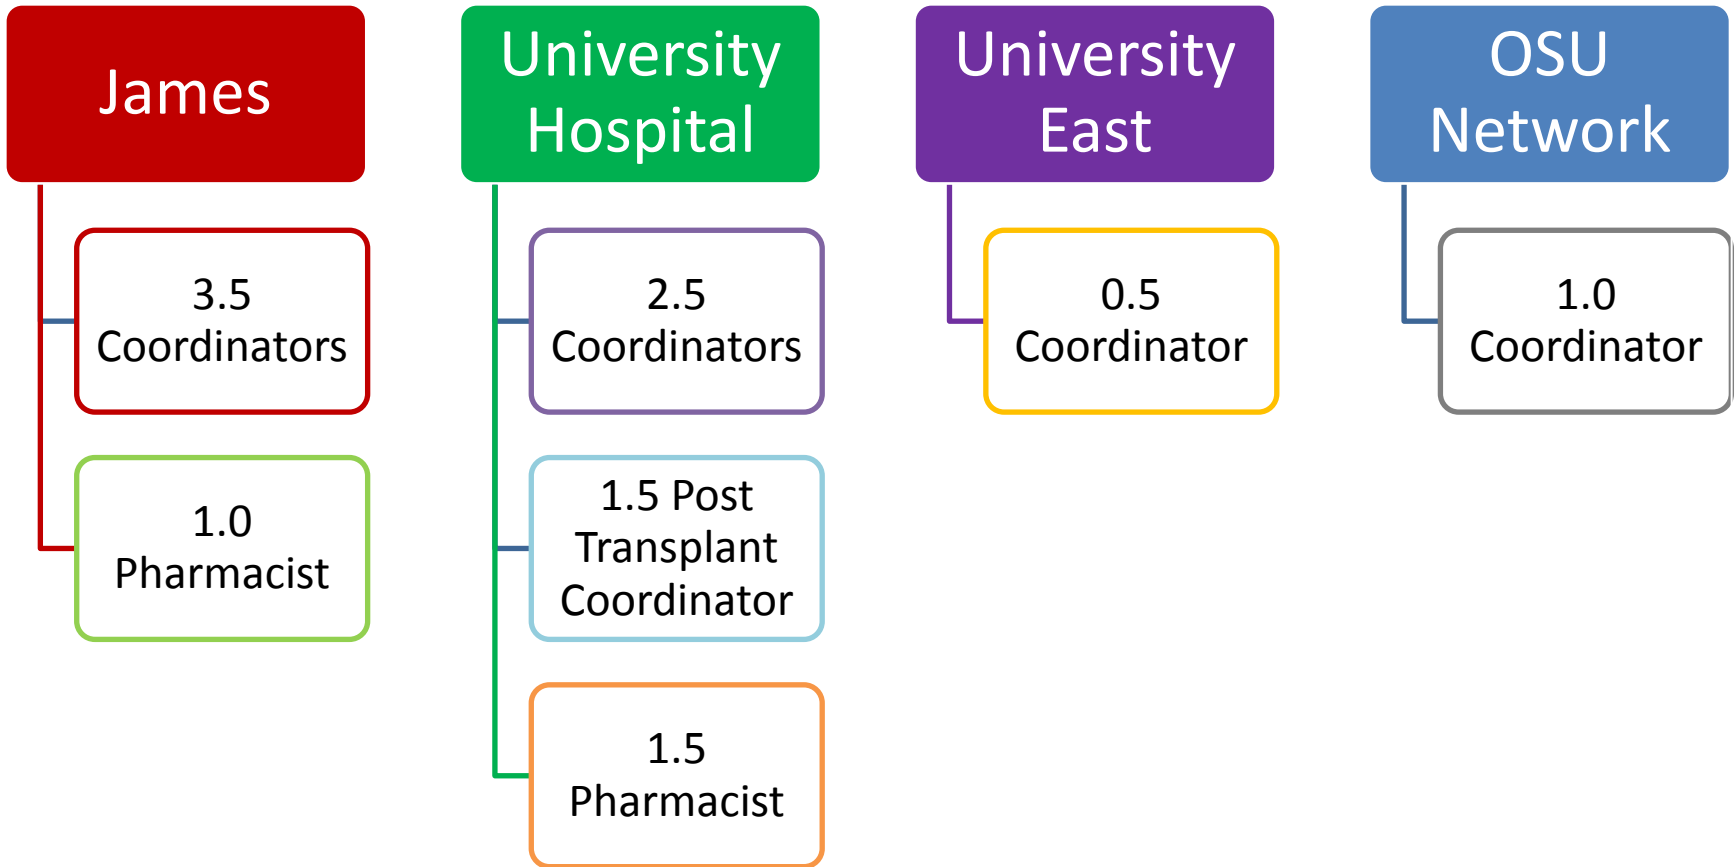 James
3.5
Coordinators
1.0
Pharmacist
University
Hospital
2.5
Coordinators
1.5 Post
Transplant
Coordinator
1.5
Pharmacist
University
East
0.5
Coordinator
OSU
Network
1.0
Coordinator